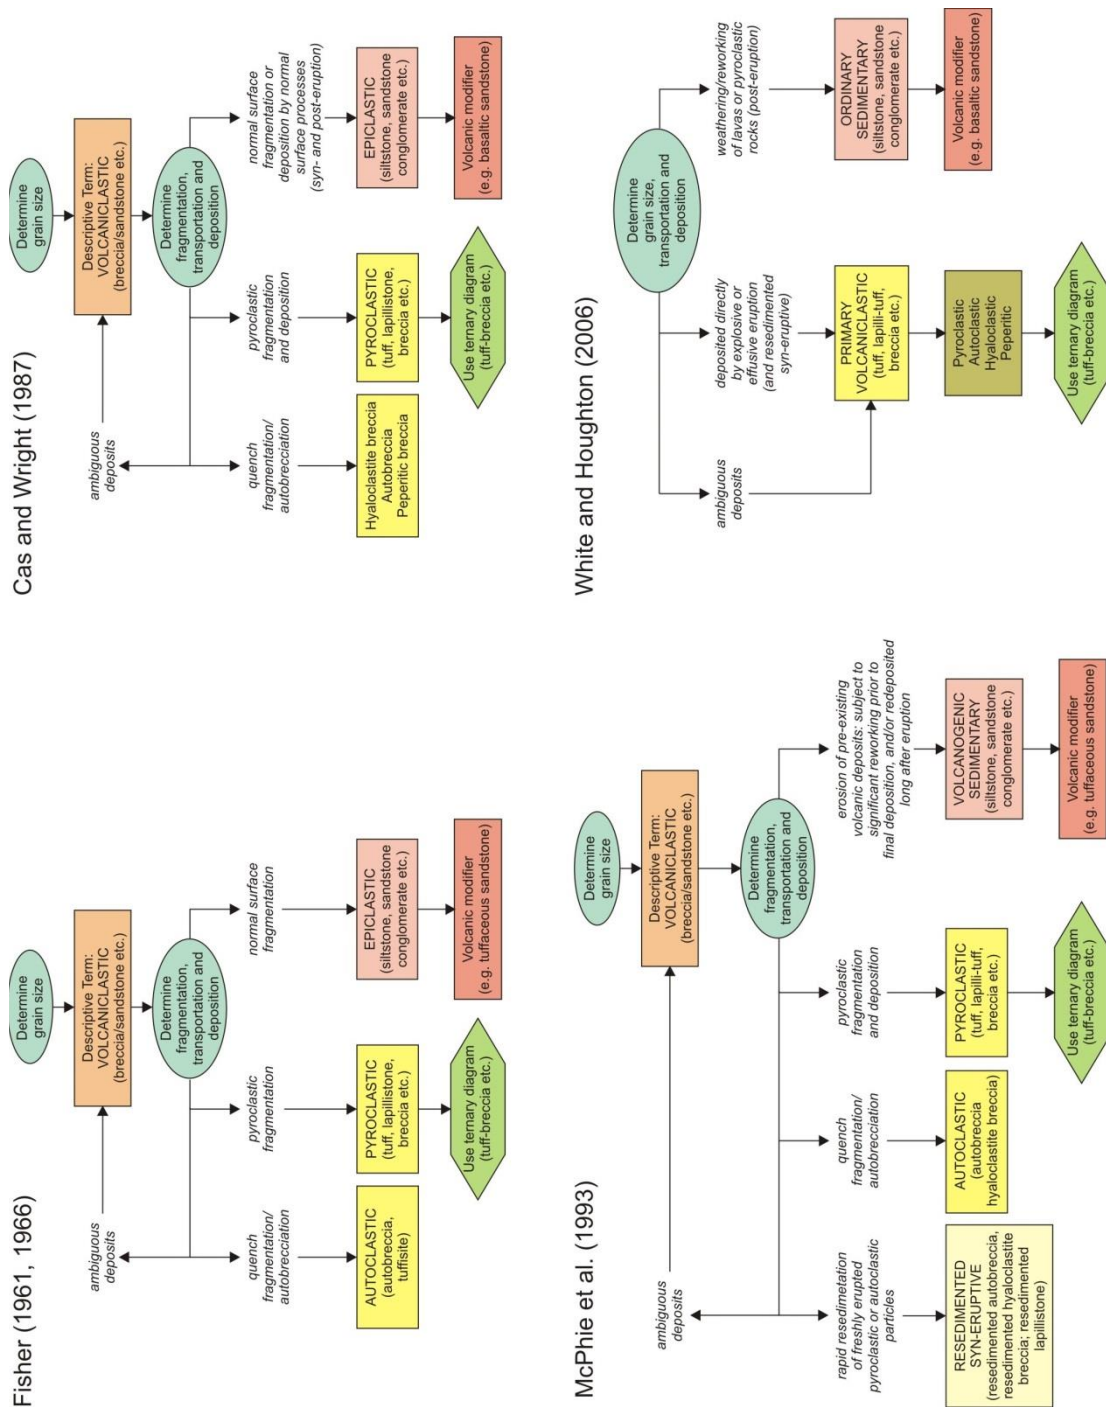 Fisher (1961, 1966)
Determine
grain size
Descriptive Term:
VOLCANICLASTIC
(breccia/sandstone etc.)
ambiguous
deposits
Determine
fragmentation,
transportation and
deposition
quench
fragmentation/
autobrecciation
pyroclastic
fragmentation
normal surface
fragmentation
AUTOCLASTIC
(autobreccia,
tuffisite)
PYROCLASTIC
(tuff, lapillistone,
breccia etc.)
EPICLASTIC
(siltstone, sandstone
conglomerate etc.)
Use ternary diagram
(tuff-breccia etc.)
Volcanic modifier
(e.g. tuffaceous sandstone)
Cas and Wright (1987)
Determine
grain size
Descriptive Term:
VOLCANICLASTIC
(breccia/sandstone etc.)
ambiguous
deposits
Determine
fragmentation,
transportation and
deposition
quench
fragmentation/
autobrecciation
pyroclastic
fragmentation
and deposition
normal surface
fragmentation or
deposition by normal
surface processes
(syn- and post-eruption)
Hyaloclastite breccia
Autobreccia
Peperitic breccia
PYROCLASTIC
(tuff, lapillistone,
breccia etc.)
EPICLASTIC
(siltstone, sandstone
conglomerate etc.)
Use ternary diagram
(tuff-breccia etc.)
Volcanic modifier
(e.g. basaltic sandstone)
McPhie et al. (1993)
Determine
grain size
Descriptive Term:
VOLCANICLASTIC
(breccia/sandstone etc.)
ambiguous
deposits
Determine
fragmentation,
transportation and
deposition
rapid resedimetation
of freshly erupted
pyroclastic or autoclastic
particles
quench
fragmentation/
autobrecciation
pyroclastic
fragmentation
and deposition
erosion of pre-existing
volcanic deposits: subject to
significant reworking prior to
final deposition, and/or redeposited
long after eruption
RESEDIMENTED
SYN-ERUPTIVE
(resedimented autobreccia,
resedimented hyaloclastite
breccia; resedimented
lapillistone)
AUTOCLASTIC
(autobreccia
hyaloclastite breccia)
PYROCLASTIC
(tuff, lapilli-tuff,
breccia etc.)
VOLCANOGENIC
SEDIMENTARY
(siltstone, sandstone
conglomerate etc.)
Use ternary diagram
(tuff-breccia etc.)
Volcanic modifier
(e.g. tuffaceous sandstone)
White and Houghton (2006)
Determine
grain size,
transportation and
deposition
ambiguous
deposits
deposited directly
by explosive or
effusive eruption
(and resedimented
syn-eruptive)
weathering/reworking
of lavas or pyroclastic
rocks (post-eruption)
PRIMARY
VOLCANICLASTIC
(tuff, lapilli-tuff,
breccia etc.)
ORDINARY
SEDIMENTARY
(siltstone, sandstone
conglomerate etc.)
Pyroclastic
Autoclastic
Hyaloclastic
Peperitic
Volcanic modifier
(e.g. basaltic sandstone)
Use ternary diagram
(tuff-breccia etc.)